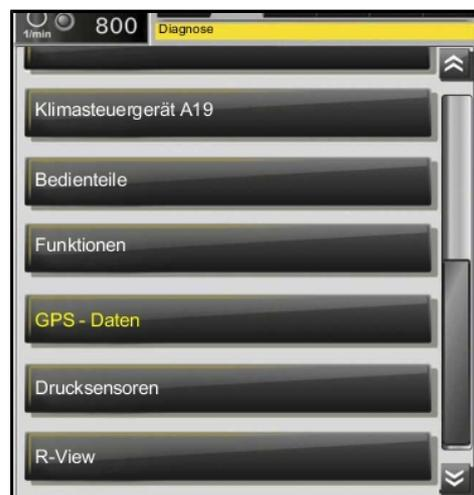 1/min 800 Diagnose
Klimasteuergerät A19
Bedienteile
Funktionen
GPS - Daten
Drucksensoren
R-View